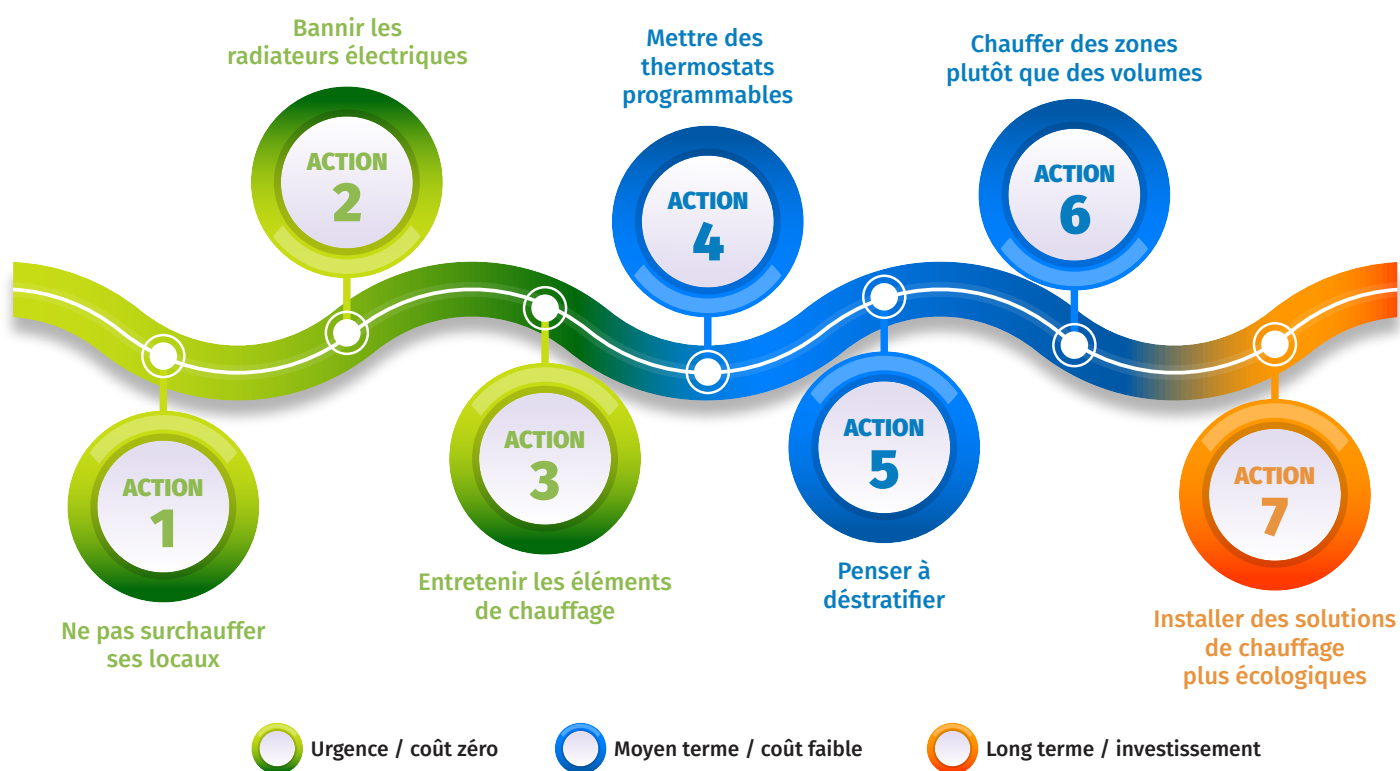 Bannir les
radiateurs électriques
Mettre des
thermostats
programmables
Chauffer des zones
plutôt que des volumes
ACTION
2
ACTION
4
ACTION
6
ACTION
1
ACTION
3
ACTION
5
ACTION
7
Ne pas surchauffer
ses locaux
Entretenir les éléments
de chauffage
Penser à
déstratifier
Installer des solutions
de chauffage
plus écologiques
Urgence / coût zéro
Moyen terme / coût faible
Long terme / investissement